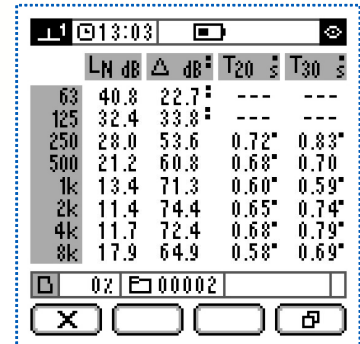 1 13:03
LN dB Δ dB T20 s T30 s
63 40.8 22.7 --- ---
125 32.4 33.8 --- ---
250 28.0 53.6 0.72 0.83
500 21.2 60.8 0.68 0.70
1k 13.4 71.3 0.60 0.59
2k 11.4 74.4 0.65 0.74
4k 11.7 72.4 0.68 0.79
8k 17.9 64.9 0.58 0.69
0% 00002
X